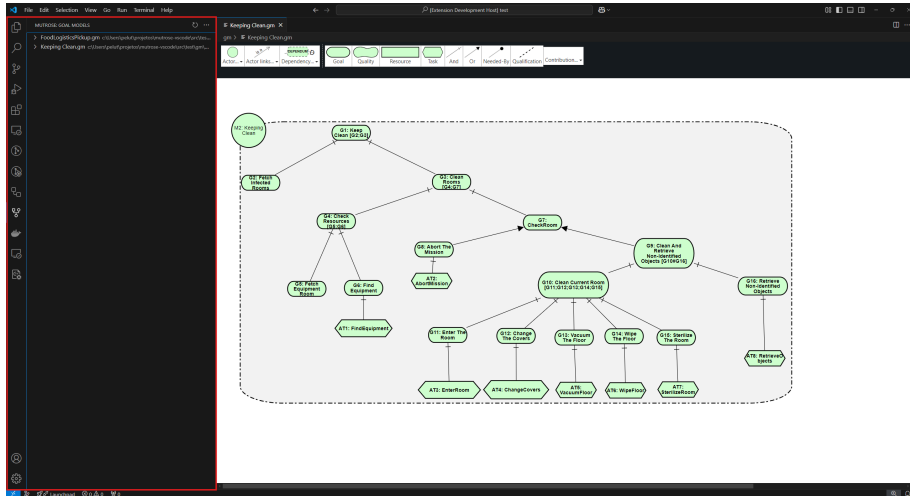 File Edit Selection View Go Run Terminal Help
[Extension Development Host] test
MUTROSE: GOAL MODELS
FoodLogisticsPickup.gm
Keeping Clean.gm
Keeping Clean.gm
gm > Keeping Clean.gm
Actor... Actor links... Dependency... Goal Quality Resource Task And Or Needed-By Qualification Contribution...
M2: Keeping
Clean
G1: Keep
Clean [G2;G3]
G2: Fetch
Infected
Rooms
G3: Clean
Rooms
[G4;G7]
G4: Check
Resources
[G5;G6]
G7:
CheckRoom
G8: Abort The
Mission
G9: Clean And
Retrieve
Non-Identified
Objects [G10#G16]
AT2:
AbortMission
G5: Fetch
Equipment
Room
G6: Find
Equipment
G10: Clean Current Room
[G11;G12;G13;G14;G15]
G16: Retrieve
Non-Identified
Objects
AT1: FindEquipment
G11: Enter The
Room
G12: Change
The Covers
G13: Vacuum
The Floor
G14: Wipe
The Floor
G15: Sterilize
The Room
AT8: RetrieveO
bjects
AT3: EnterRoom
AT4: ChangeCovers
AT5:
VacuumFloor
AT6: WipeFloor
AT7:
SterilizeRoom
Launchpad 0 0 0